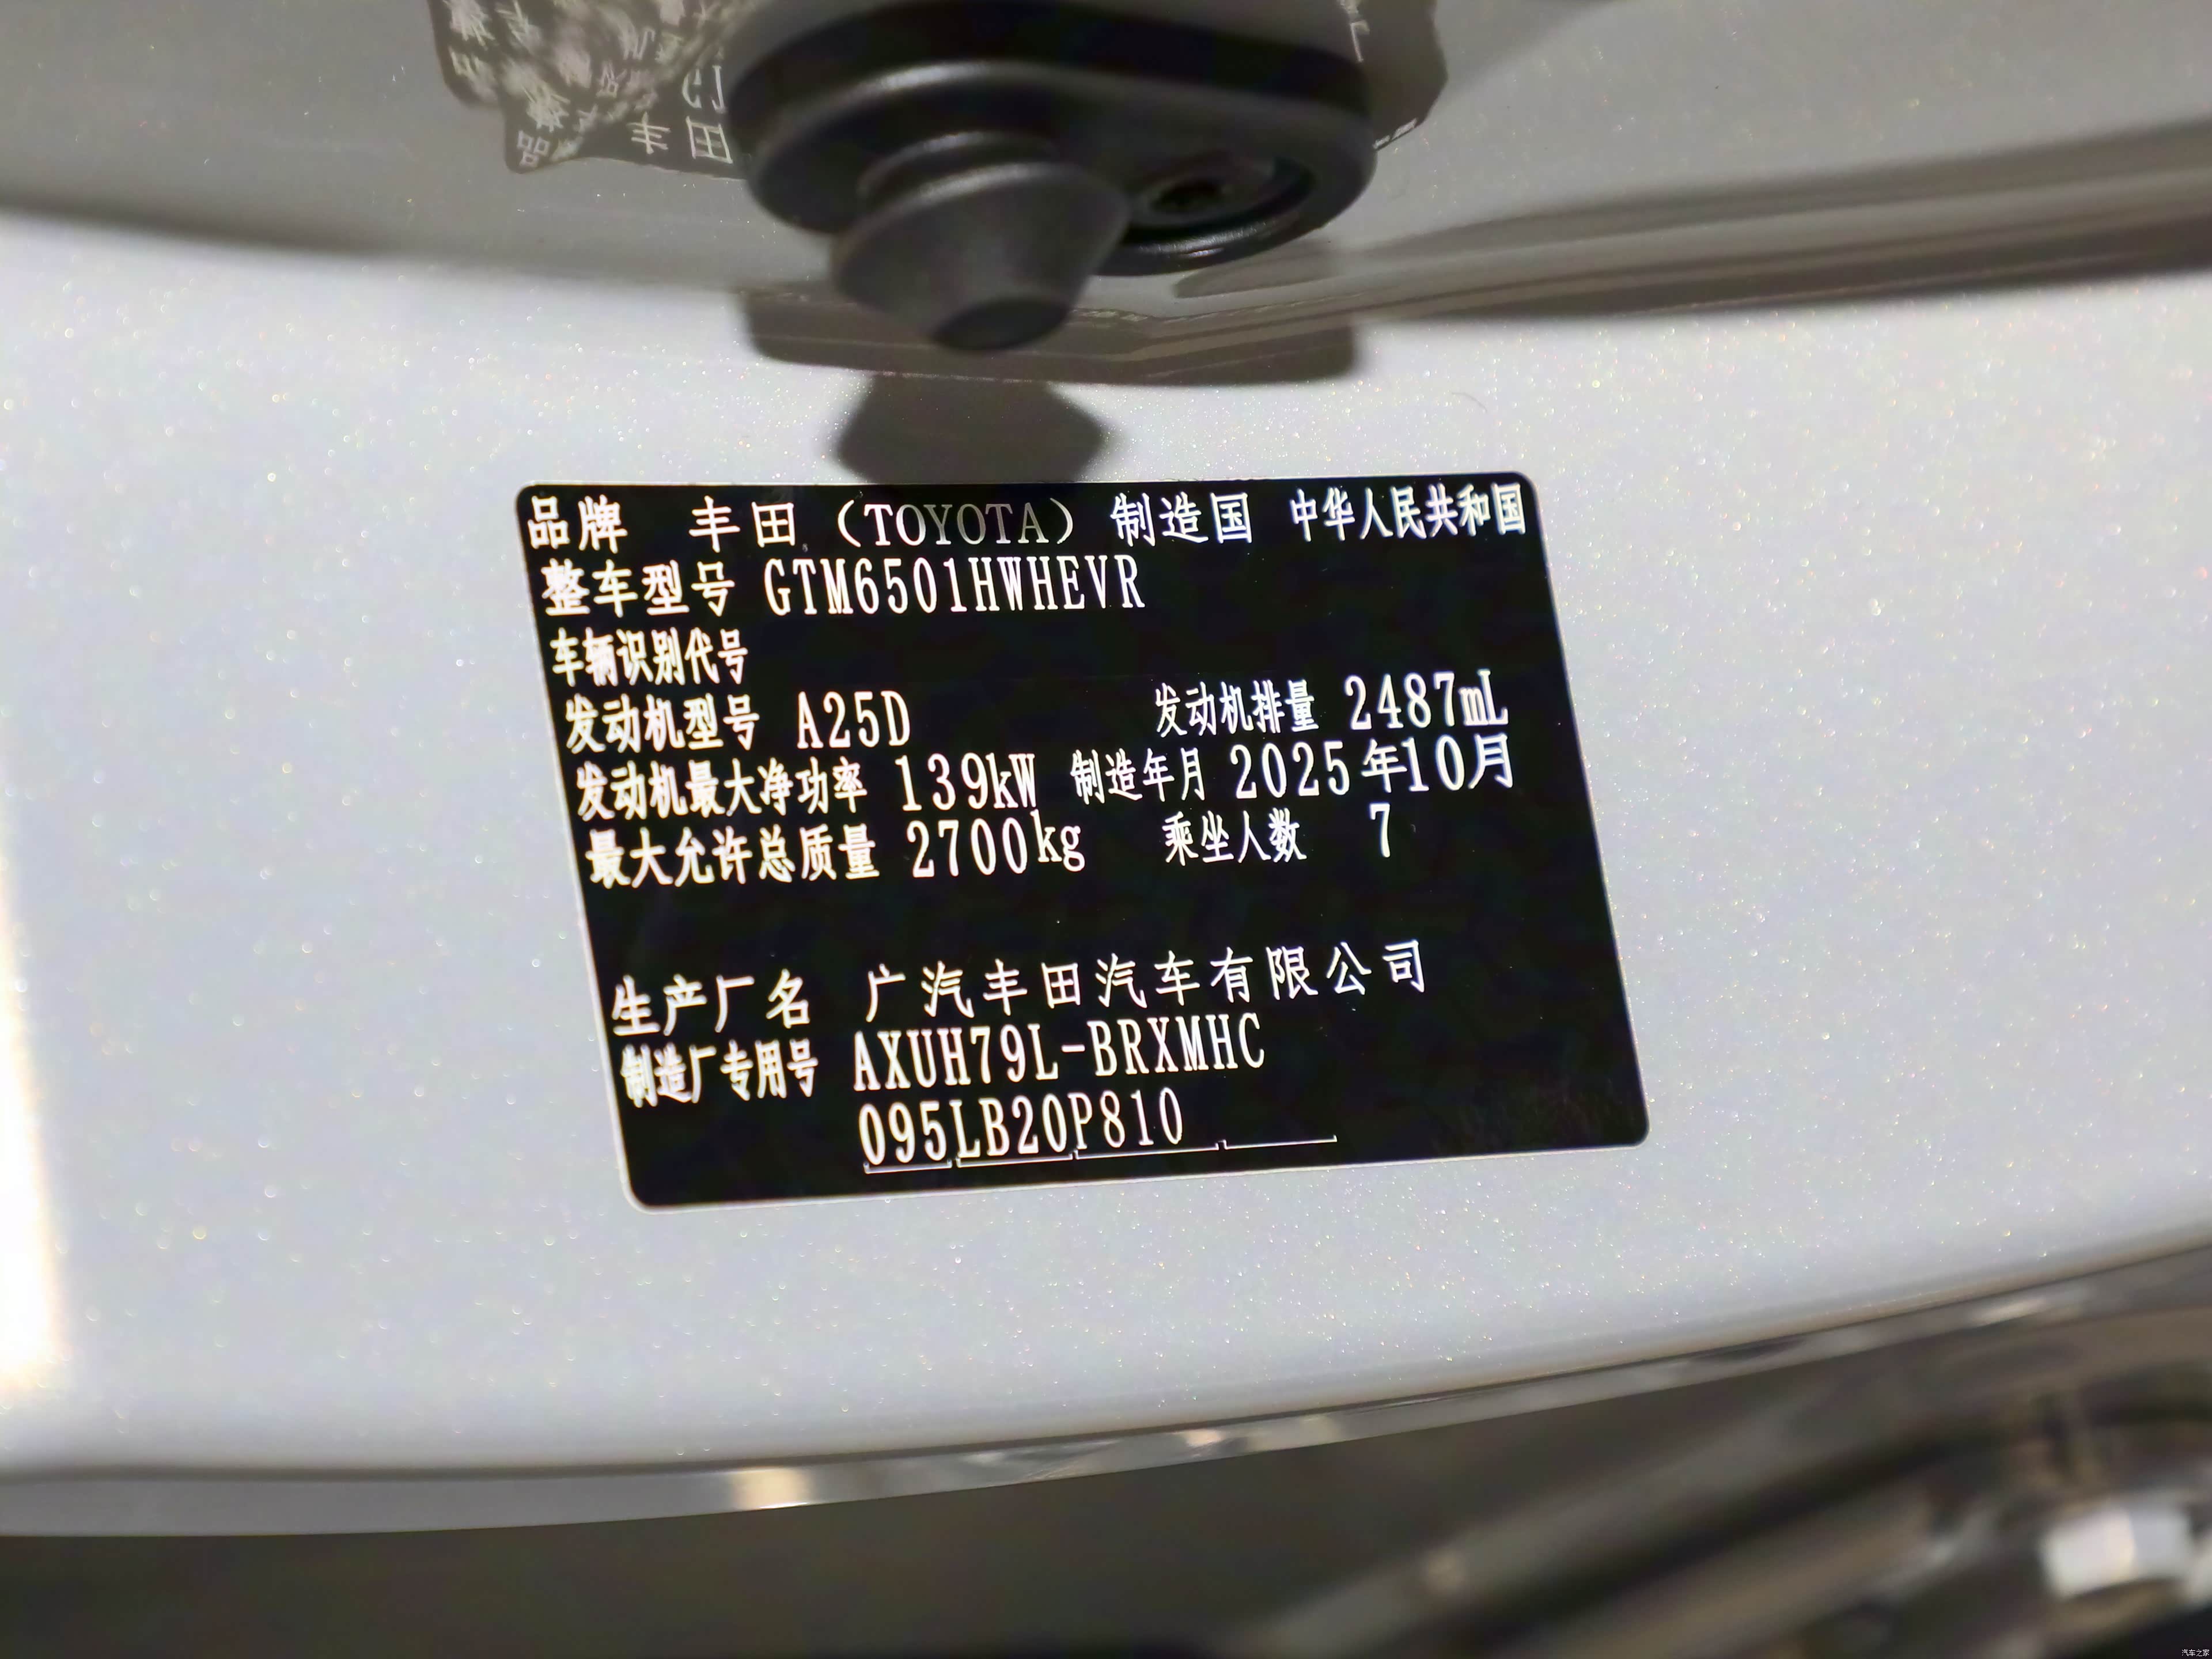 品牌 丰田（TOYOTA） 制造国 中华人民共和国
整车型号 GTM6501HWHEVR
车辆识别代号
发动机型号 A25D 发动机排量 2487mL
发动机最大净功率 139kW 制造年月 2025年10月
最大允许总质量 2700kg 乘坐人数 7
生产厂名 广汽丰田汽车有限公司
制造厂专用号 AXUH79L-BRXMHC
095LB20P810
汽车之家